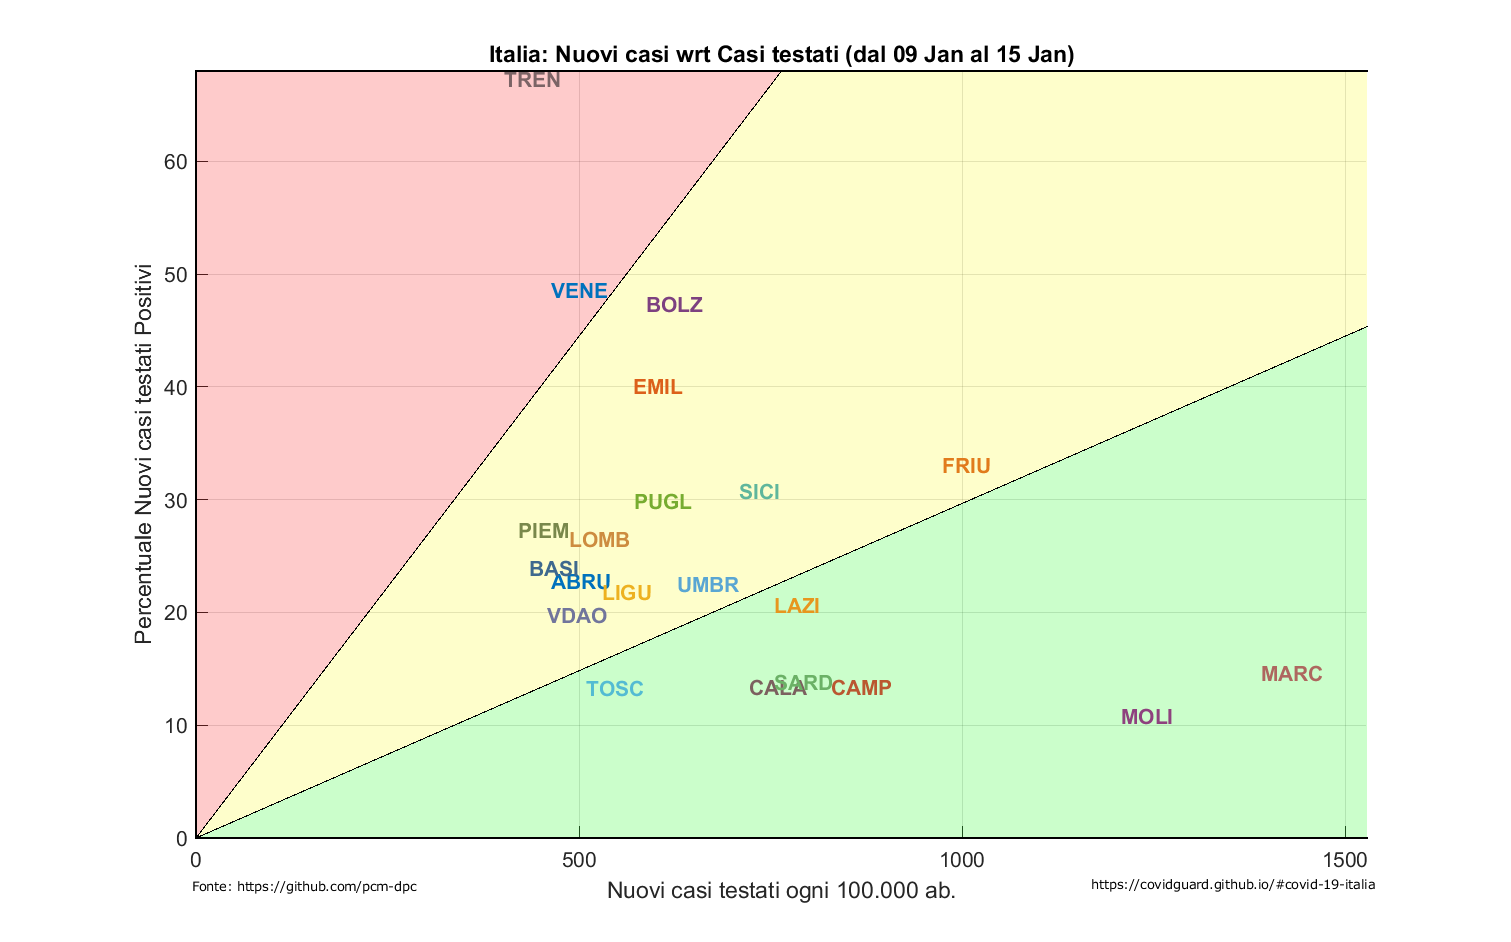 Italia: Nuovi casi wrt Casi testati (dal 09 Jan al 15 Jan)
TREN
60
50
VENE
BOLZ
40
EMIL
FRIU
SICI
30
PUGL
PIEM
LOMB
BASI
ABRU
UMBR
LIGU
20
LAZI
VDAO
MARC
SARD
TOSC
CALA
CAMP
10
MOLI
0
Percentuale Nuovi casi testati Positivi
0 500 1000 1500
Nuovi casi testati ogni 100.000 ab.
Fonte: https://github.com/pcm-dpc
https://covidguard.github.io/#covid-19-italia